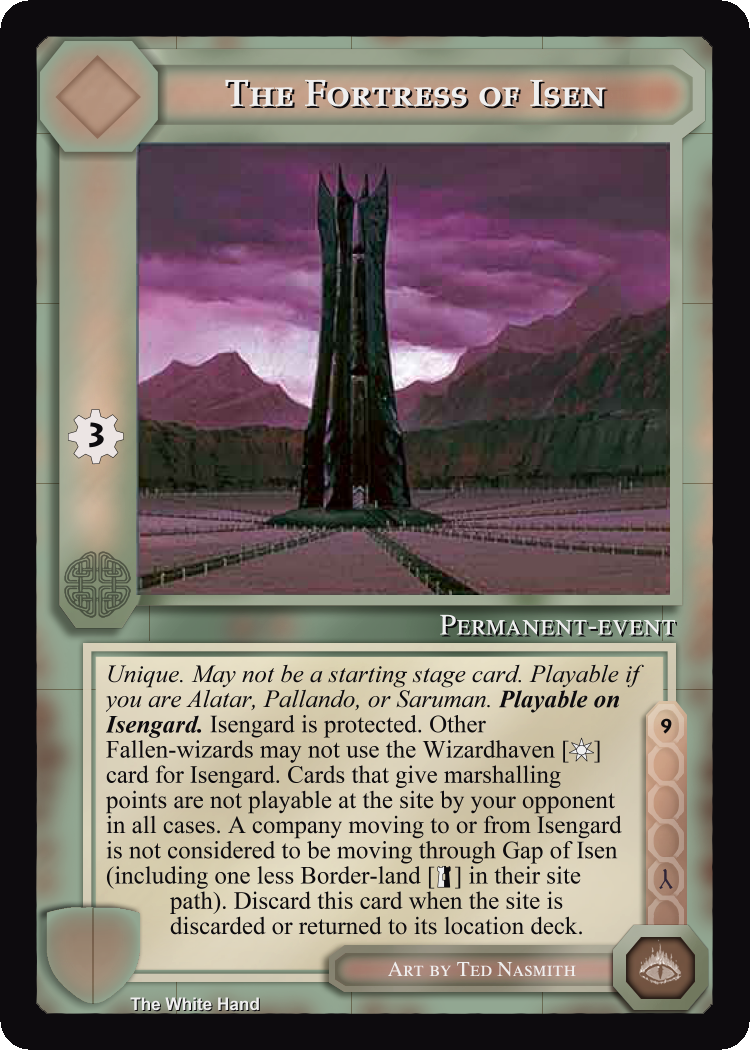 The Fortress of Isen
3
Permanent-event
Unique. May not be a starting stage card. Playable if
you are Alatar, Pallando, or Saruman. Playable on
Isengard. Isengard is protected. Other
9
Fallen-wizards may not use the Wizardhaven [ ]
card for Isengard. Cards that give marshalling
points are not playable at the site by your opponent
in all cases. A company moving to or from Isengard
is not considered to be moving through Gap of Isen
(including one less Border-land [ ] in their site
path). Discard this card when the site is
discarded or returned to its location deck.
Art by Ted Nasmith
The White Hand